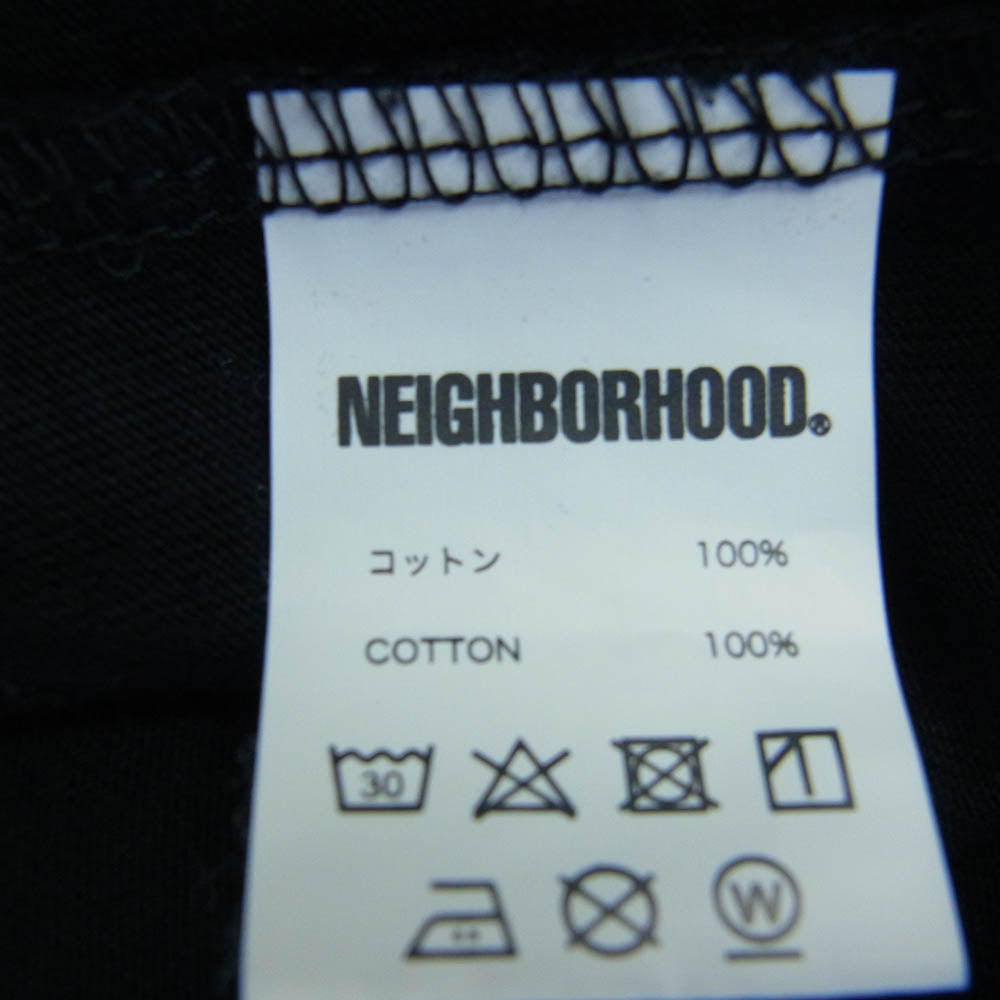 NEIGHBORHOOD®
コットン 100%
COTTON 100%
30
W